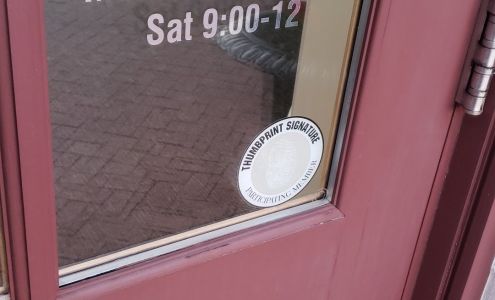 Sat 9:00-12
THUMBPRINT SIGNATURE
PARTICIPATING MEMBER